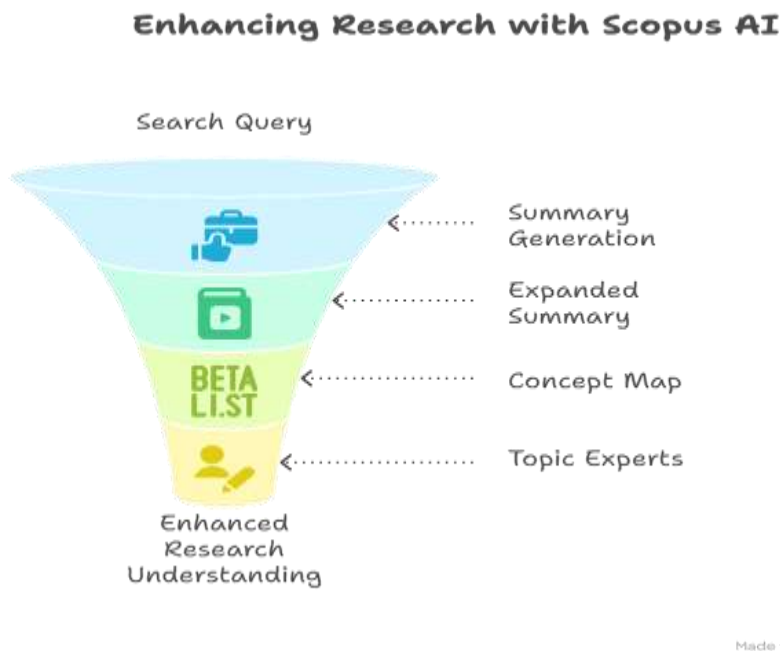 Enhancing Research with Scopus AI
Search Query
Summary
Generation
Expanded
Summary
BETA
LI.ST
Concept Map
Topic Experts
Enhanced
Research
Understanding
Made